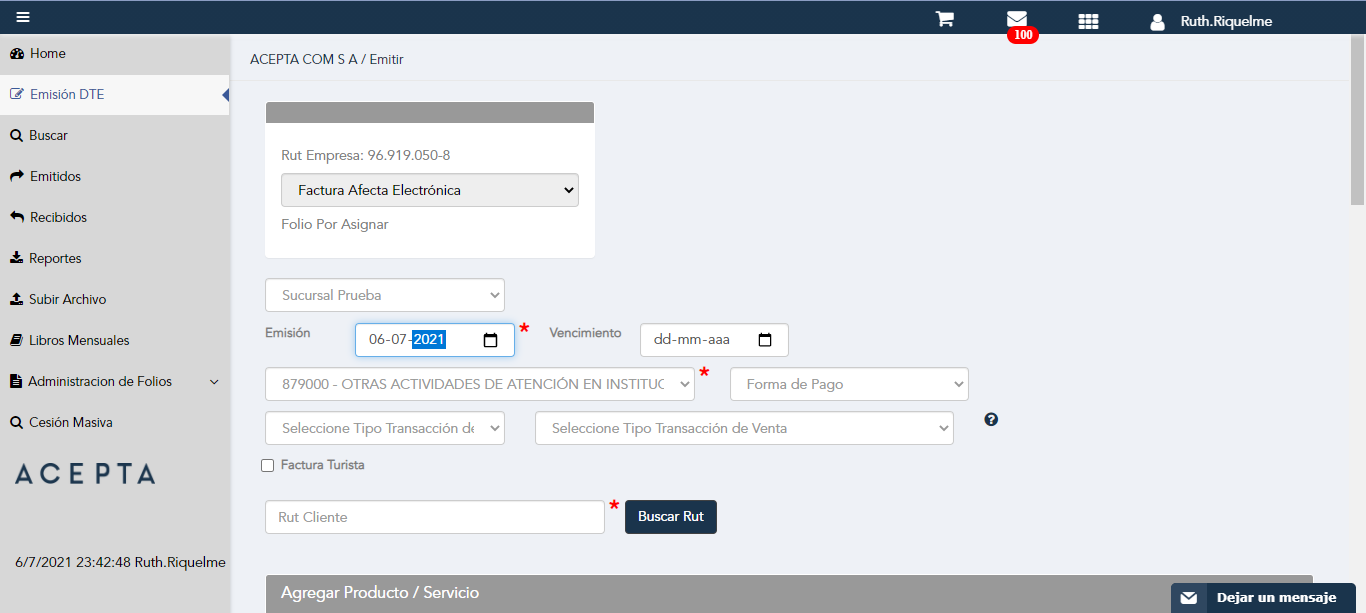 Ruth.Riquelme
100
Home
Emisión DTE
Buscar
Emitidos
Recibidos
Reportes
Subir Archivo
Libros Mensuales
Administracion de Folios
Cesión Masiva
ACEPTA
6/7/2021 23:42:48 Ruth.Riquelme
ACEPTA COM S A / Emitir
Rut Empresa: 96.919.050-8
Factura Afecta Electrónica
Folio Por Asignar
Sucursal Prueba
Emisión 06-07-2021 * Vencimiento dd-mm-aaa
879000 - OTRAS ACTIVIDADES DE ATENCIÓN EN INSTITUC * Forma de Pago
Seleccione Tipo Transacción de Seleccione Tipo Transacción de Venta ?
Factura Turista
Rut Cliente * Buscar Rut
Agregar Producto / Servicio
Dejar un mensaje